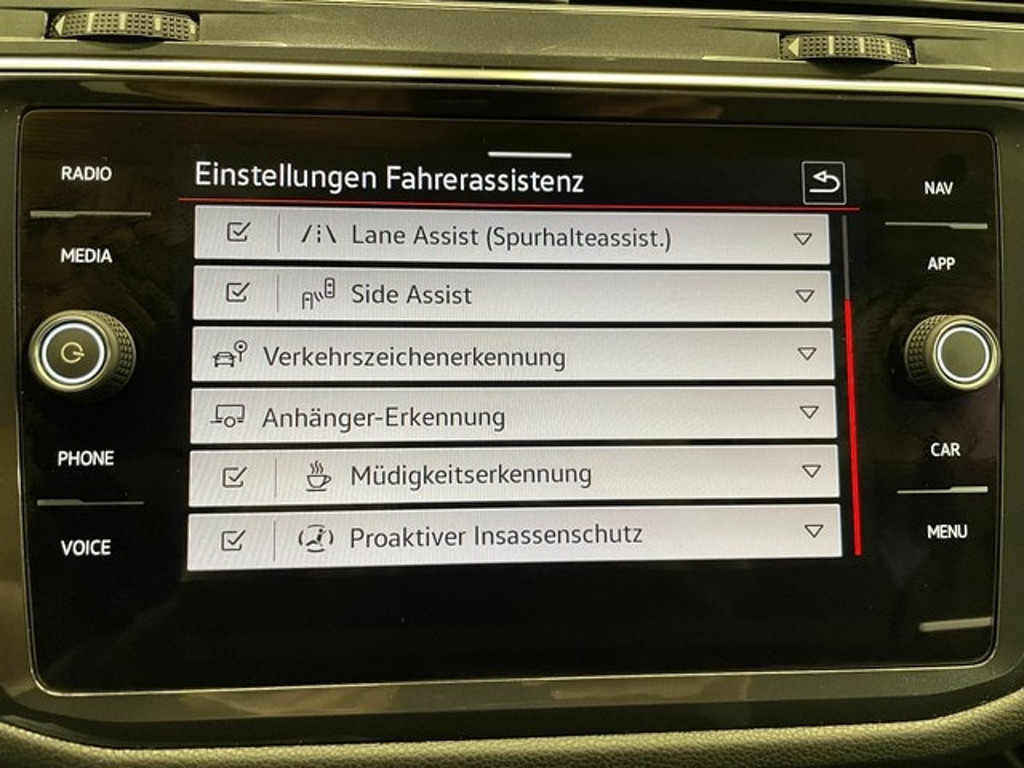 RADIO
MEDIA
PHONE
VOICE
Einstellungen Fahrerassistenz
Lane Assist (Spurhalteassist.)
Side Assist
Verkehrszeichenerkennung
Anhänger-Erkennung
Müdigkeitserkennung
Proaktiver Insassenschutz
NAV
APP
CAR
MENU